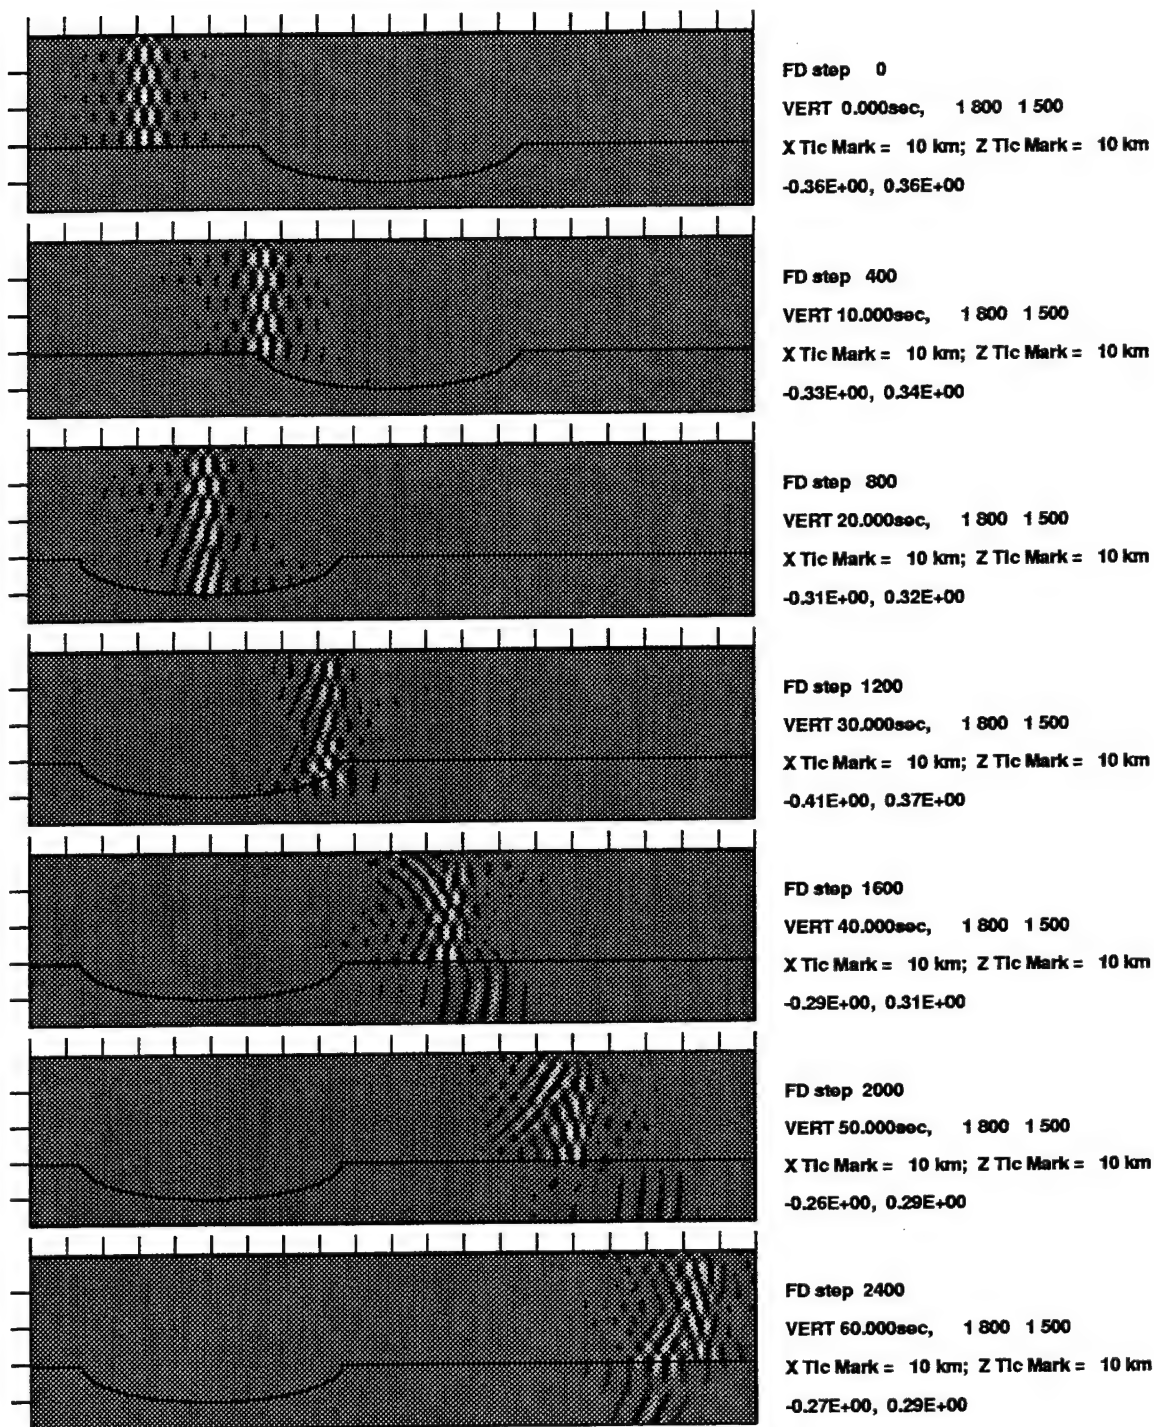 FD step 0
VERT 0.000sec, 1 800 1 500
X Tic Mark = 10 km; Z Tic Mark = 10 km
-0.36E+00, 0.36E+00
FD step 400
VERT 10.000sec, 1 800 1 500
X Tic Mark = 10 km; Z Tic Mark = 10 km
-0.33E+00, 0.34E+00
FD step 800
VERT 20.000sec, 1 800 1 500
X Tic Mark = 10 km; Z Tic Mark = 10 km
-0.31E+00, 0.32E+00
FD step 1200
VERT 30.000sec, 1 800 1 500
X Tic Mark = 10 km; Z Tic Mark = 10 km
-0.41E+00, 0.37E+00
FD step 1600
VERT 40.000sec, 1 800 1 500
X Tic Mark = 10 km; Z Tic Mark = 10 km
-0.29E+00, 0.31E+00
FD step 2000
VERT 50.000sec, 1 800 1 500
X Tic Mark = 10 km; Z Tic Mark = 10 km
-0.26E+00, 0.29E+00
FD step 2400
VERT 60.000sec, 1 800 1 500
X Tic Mark = 10 km; Z Tic Mark = 10 km
-0.27E+00, 0.29E+00